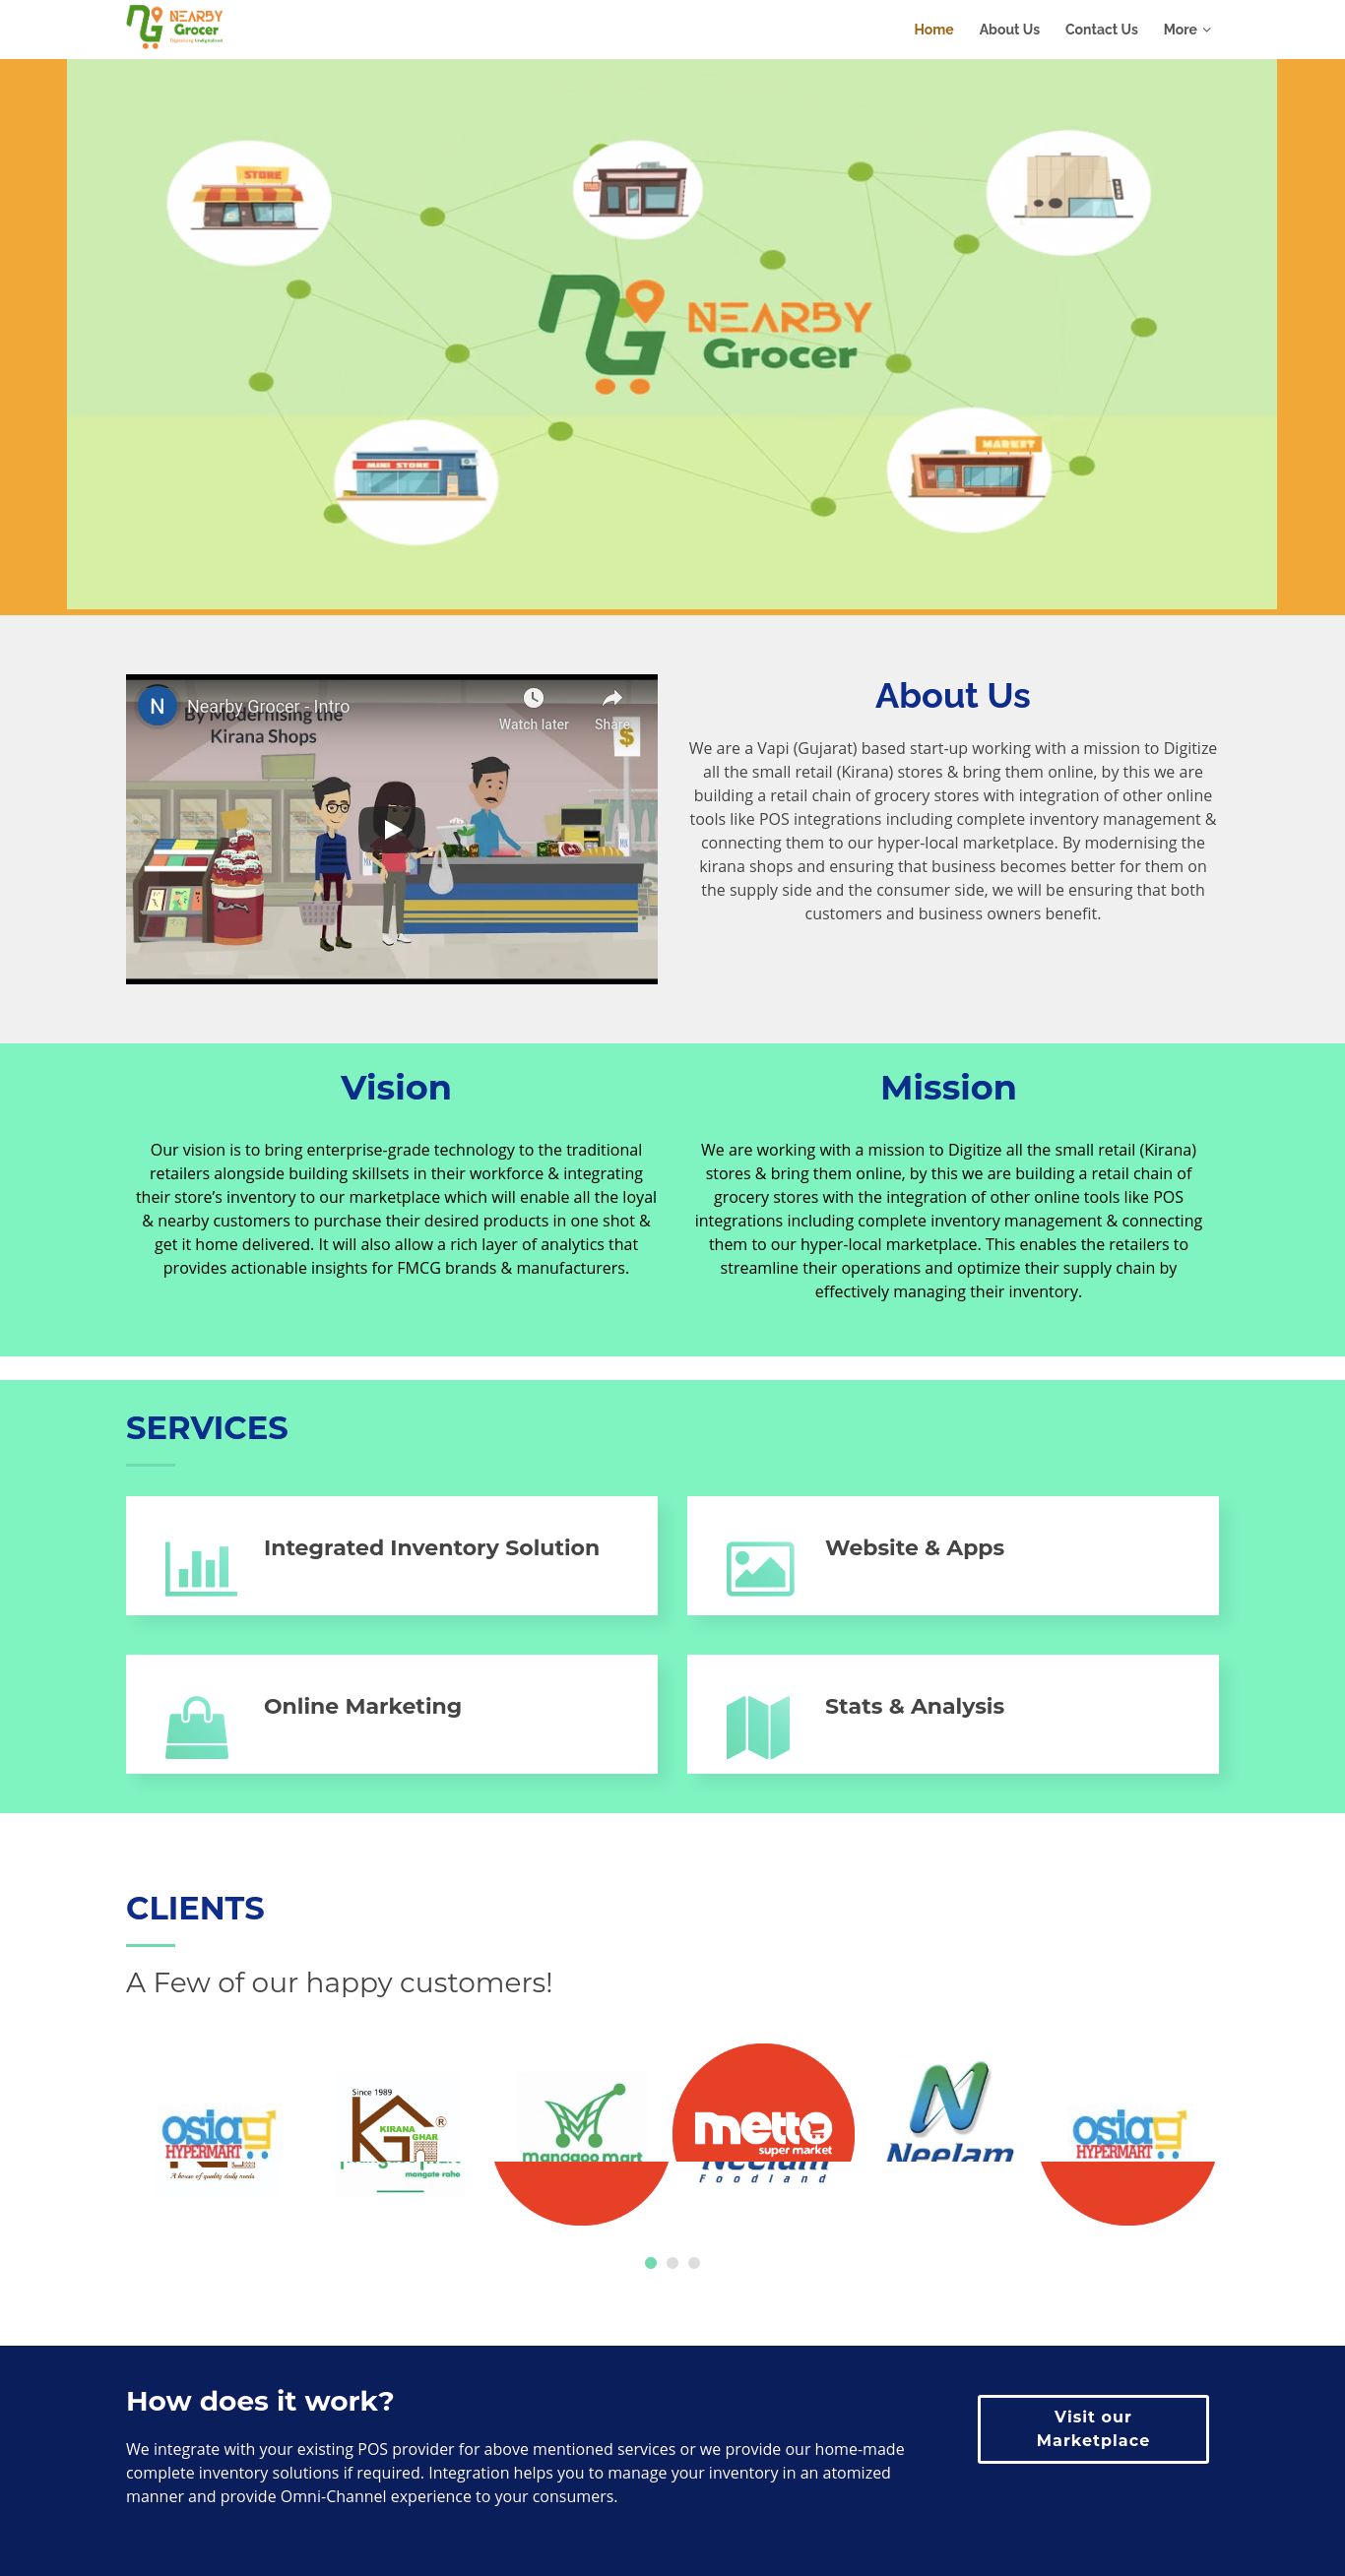 NEARBY
Grocer
Home
About Us
Contact Us
More
STORE
NEARBY
Grocer
MINI STORE
MARKET
N
Nearby Grocer - Intro
By Modernising the
Kirana Shops
Watch later
Share
$
About Us
We are a Vapi (Gujarat) based start-up working with a mission to Digitize
all the small retail (Kirana) stores & bring them online, by this we are
building a retail chain of grocery stores with integration of other online
tools like POS integrations including complete inventory management &
connecting them to our hyper-local marketplace. By modernising the
kirana shops and ensuring that business becomes better for them on
the supply side and the consumer side, we will be ensuring that both
customers and business owners benefit.
Vision
Our vision is to bring enterprise-grade technology to the traditional
retailers alongside building skillsets in their workforce & integrating
their store’s inventory to our marketplace which will enable all the loyal
& nearby customers to purchase their desired products in one shot &
get it home delivered. It will also allow a rich layer of analytics that
provides actionable insights for FMCG brands & manufacturers.
Mission
We are working with a mission to Digitize all the small retail (Kirana)
stores & bring them online, by this we are building a retail chain of
grocery stores with the integration of other online tools like POS
integrations including complete inventory management & connecting
them to our hyper-local marketplace. This enables the retailers to
streamline their operations and optimize their supply chain by
effectively managing their inventory.
SERVICES
Integrated Inventory Solution
Website & Apps
Online Marketing
Stats & Analysis
CLIENTS
A Few of our happy customers!
osia
HYPERMART
A house of quality daily needs
Since 1989
KIRANA
GHAR
®
mangate raho
mangoo mart
metto
super market
Neelam
Foodland
Neelam
osia
HYPERMART
How does it work?
We integrate with your existing POS provider for above mentioned services or we provide our home-made
complete inventory solutions if required. Integration helps you to manage your inventory in an atomized
manner and provide Omni-Channel experience to your consumers.
Visit our
Marketplace